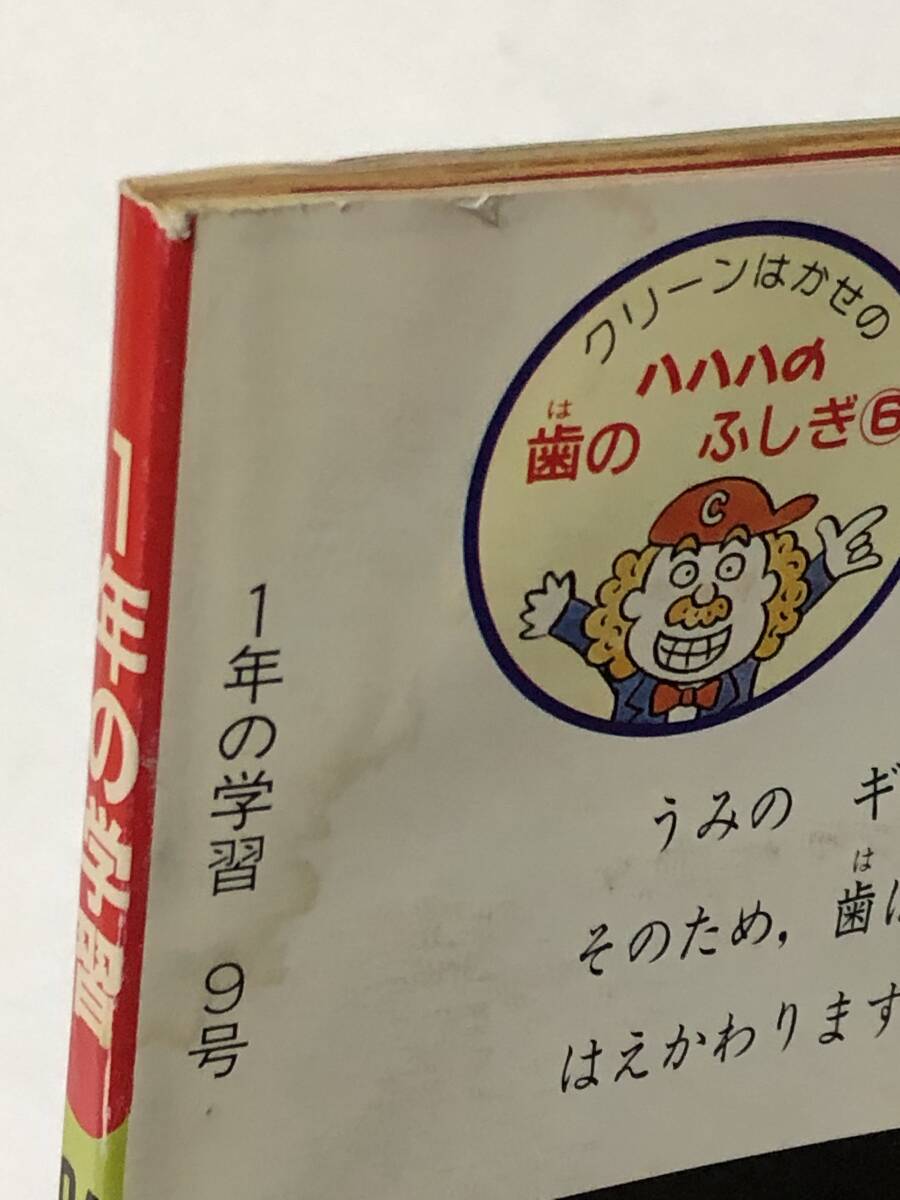 1年の学習
1年の学習 9号
クリーンはかせの
ハハハの
は
歯の ふしぎ⑥
C
うみの ギ
は
そのため，歯は
はえかわります